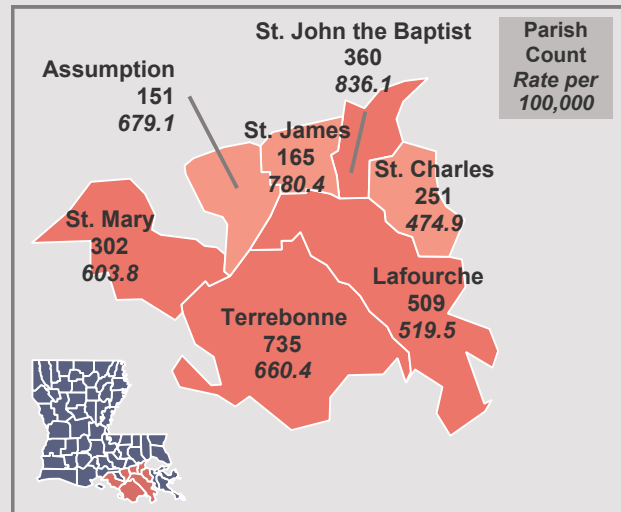 St. John the Baptist
360
836.1
Parish
Count
Rate per
100,000
Assumption
151
679.1
St. James
165
780.4
St. Charles
251
474.9
St. Mary
302
603.8
Lafourche
509
519.5
Terrebonne
735
660.4